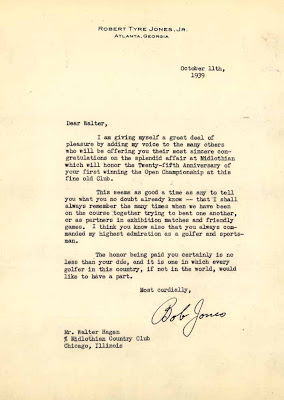 ROBERT TYRE JONES, JR.
ATLANTA, GEORGIA
October 11th,
1939
Dear Walter,
I am giving myself a great deal of
pleasure by adding my voice to the many others
who will be offering you their most sincere con-
gratulations on the splendid affair at Midlothian
which will honor the Twenty-fifth Anniversary of
your first winning the Open Championship at this
fine old Club.
This seems as good a time as any to tell
you what you no doubt already know -- that I shall
always remember the many times when we have been
on the course together trying to beat one another,
or as partners in exhibition matches and friendly
games. I think you know also that you always com-
manded my highest admiration as a golfer and sports-
man.
The honor being paid you certainly is no
less than your due, and it is one in which every
golfer in this country, if not in the world, would
like to have a part.
Most cordially,
Bob Jones
Mr. Walter Hagen
% Midlothian Country Club
Chicago, Illinois